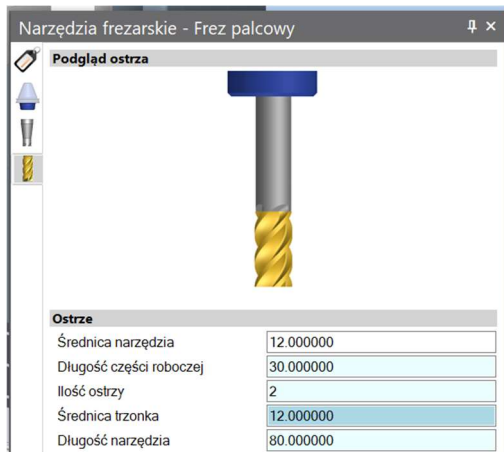 Narzędzia frezarskie - Frez palcowy
Podgląd ostrza
Ostrze
Średnica narzędzia 12.000000
Długość części roboczej 30.000000
Ilość ostrzy 2
Średnica trzonka 12.000000
Długość narzędzia 80.000000